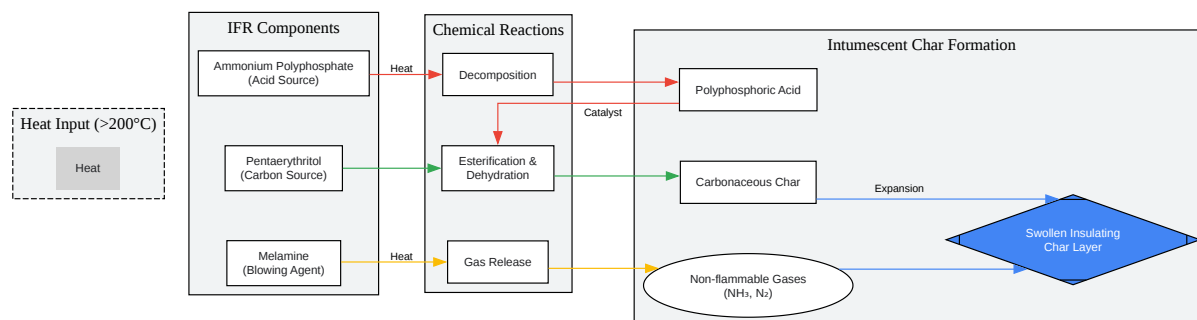 IFR Components
Chemical Reactions
Intumescent Char Formation
Ammonium Polyphosphate
(Acid Source)
Heat
Decomposition
Polyphosphoric Acid
Catalyst
Heat Input (>200°C)
Heat
Pentaerythritol
(Carbon Source)
Esterification &
Dehydration
Carbonaceous Char
Expansion
Swollen Insulating
Char Layer
Melamine
(Blowing Agent)
Heat
Gas Release
Non-flammable Gases
(NH₃, N₂)